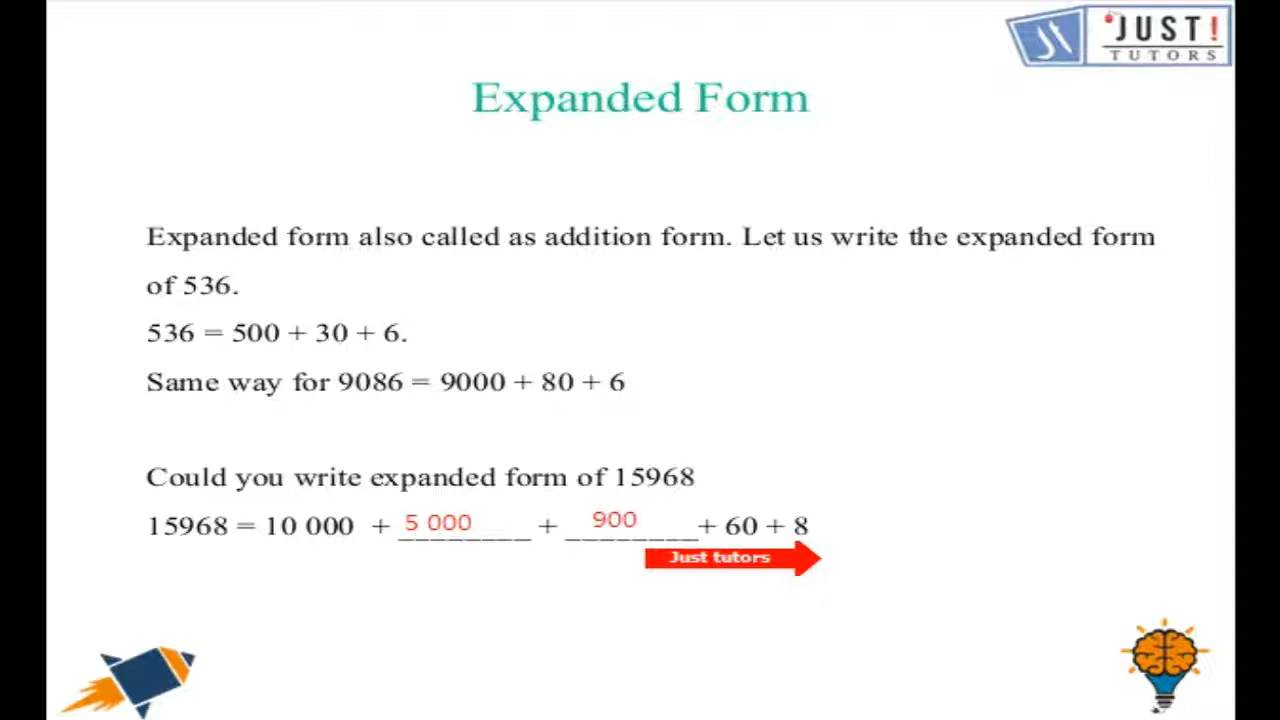 JUST!
TUTORS
Expanded Form
Expanded form also called as addition form. Let us write the expanded form
of 536.
536 = 500 + 30 + 6.
Same way for 9086 = 9000 + 80 + 6
Could you write expanded form of 15968
15968 = 10 000 + 5 000 + 900 + 60 + 8
Just tutors